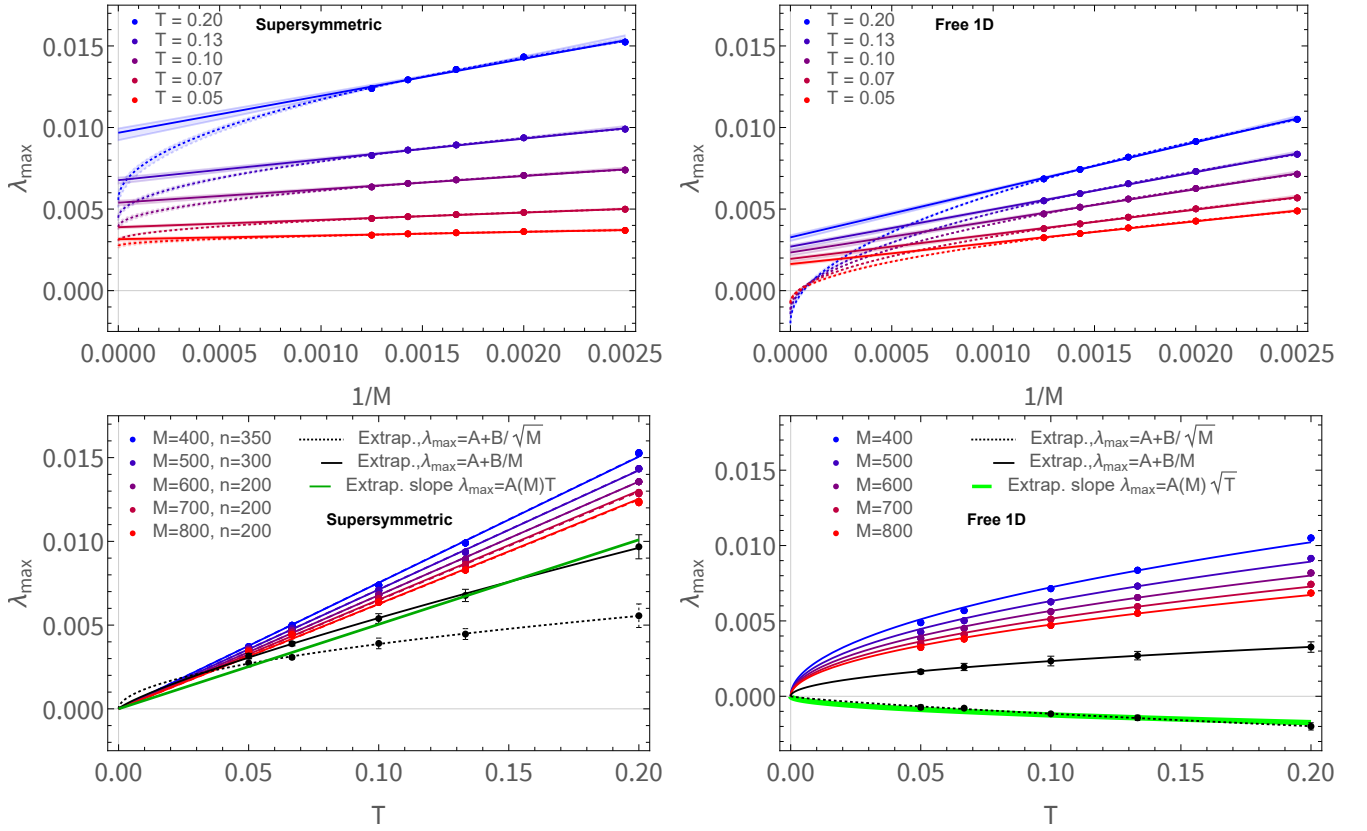 Supersymmetric
T = 0.20
T = 0.13
T = 0.10
T = 0.07
T = 0.05
0.015
0.010
0.005
0.000
λmax
0.0000 0.0005 0.0010 0.0015 0.0020 0.0025
1/M
Free 1D
T = 0.20
T = 0.13
T = 0.10
T = 0.07
T = 0.05
0.015
0.010
0.005
0.000
λmax
0.0000 0.0005 0.0010 0.0015 0.0020 0.0025
1/M
M=400, n=350
M=500, n=300
M=600, n=200
M=700, n=200
M=800, n=200
Extrap.,λmax=A+B/√M
Extrap.,λmax=A+B/M
Extrap. slope λmax=A(M)T
Supersymmetric
0.015
0.010
0.005
0.000
λmax
0.00 0.05 0.10 0.15 0.20
T
M=400
M=500
M=600
M=700
M=800
Extrap.,λmax=A+B/√M
Extrap.,λmax=A+B/M
Extrap. slope λmax=A(M)√T
Free 1D
0.015
0.010
0.005
0.000
λmax
0.00 0.05 0.10 0.15 0.20
T